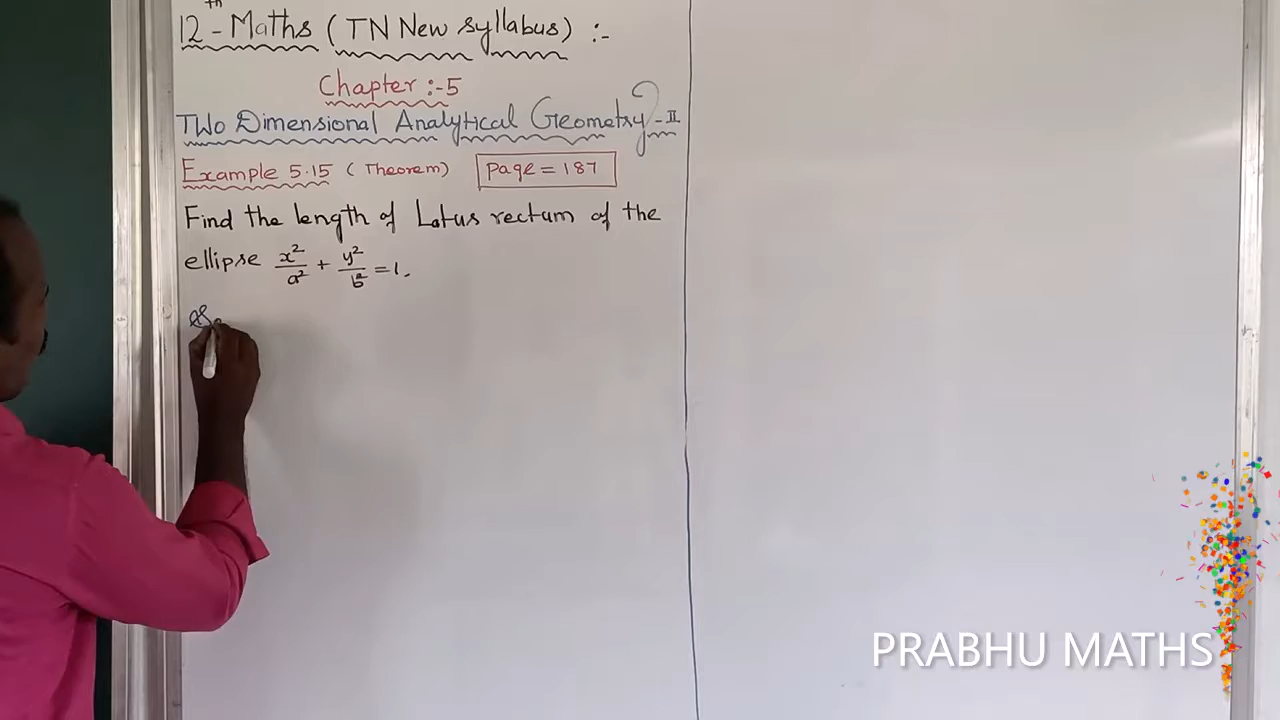 12th - Maths (TN New Syllabus) :-
Chapter :- 5
Two Dimensional Analytical Geometry - II
Example 5.15 (Theorem) Page = 187
Find the length of Latus rectum of the
ellipse x²/a² + y²/b² = 1.
PRABHU MATHS